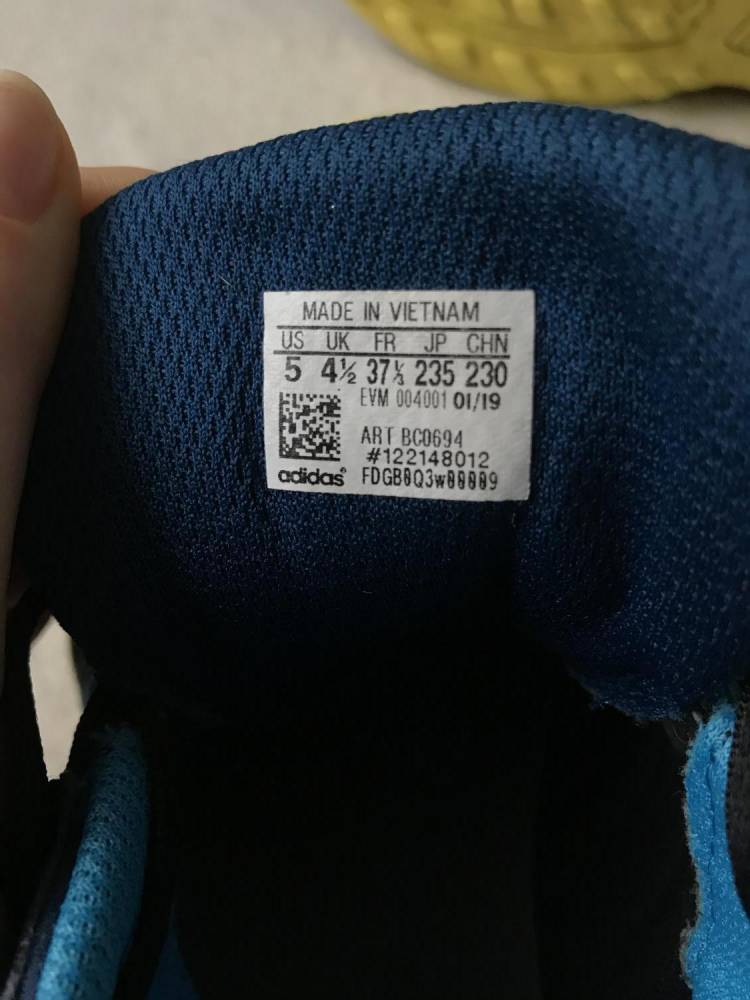 MADE IN VIETNAM
US UK FR JP CHN
5 4½ 37⅓ 235 230
EVM 004001 01/19
ART BC0694
#122148012
adidas® FDGB0Q3w00009